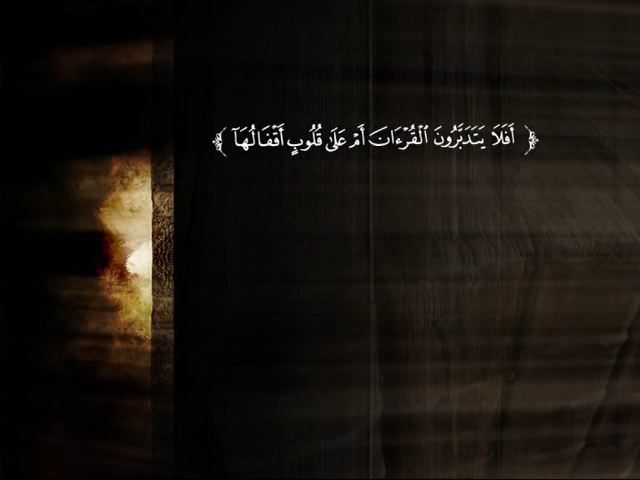 ﴿ أَفَلَا يَتَدَبَّرُونَ ٱلْقُرْءَانَ أَمْ عَلَىٰ قُلُوبٍ أَقْفَالُهَآ ﴾